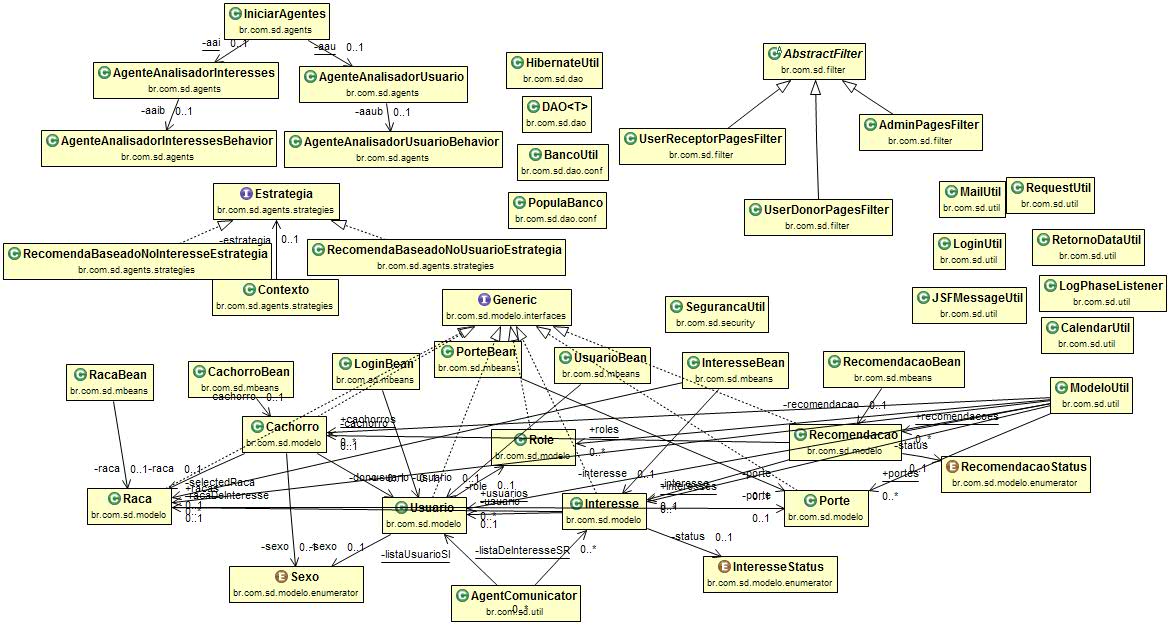 IniciarAgentes
br.com.sd.agents
-aai 0..1
-aau 0..1
AgenteAnalisadorInteresses
br.com.sd.agents
AgenteAnalisadorUsuario
br.com.sd.agents
-aaib 0..1
-aaub 0..1
AgenteAnalisadorInteressesBehavior
br.com.sd.agents
AgenteAnalisadorUsuarioBehavior
br.com.sd.agents
HibernateUtil
br.com.sd.dao
DAO<T>
br.com.sd.dao
BancoUtil
br.com.sd.dao.conf
PopulaBanco
br.com.sd.dao.conf
AbstractFilter
br.com.sd.filter
UserReceptorPagesFilter
br.com.sd.filter
AdminPagesFilter
br.com.sd.filter
UserDonorPagesFilter
br.com.sd.filter
MailUtil
br.com.sd.util
RequestUtil
br.com.sd.util
LoginUtil
br.com.sd.util
RetornoDataUtil
br.com.sd.util
JSFMessageUtil
br.com.sd.util
LogPhaseListener
br.com.sd.util
CalendarUtil
br.com.sd.util
Estrategia
br.com.sd.agents.strategies
-estrategia 0..1
RecomendaBaseadoNoInteresseEstrategia
br.com.sd.agents.strategies
RecomendaBaseadoNoUsuarioEstrategia
br.com.sd.agents.strategies
Contexto
br.com.sd.agents.strategies
Generic
br.com.sd.modelo.interfaces
SegurancaUtil
br.com.sd.security
RacaBean
br.com.sd.mbeans
CachorroBean
br.com.sd.mbeans
-cachorro 0..1
LoginBean
br.com.sd.mbeans
PorteBean
br.com.sd.mbeans
UsuarioBean
br.com.sd.mbeans
InteresseBean
br.com.sd.mbeans
RecomendacaoBean
br.com.sd.mbeans
ModeloUtil
br.com.sd.util
-recomendacao 0..1
+recomendacoes
0..*
Cachorro
br.com.sd.modelo
+cachorros
-cachorro
0..*
0..1
Role
br.com.sd.modelo
+roles
0..*
Recomendacao
br.com.sd.modelo
-status
0..1
RecomendacaoStatus
br.com.sd.modelo.enumerator
-raca 0..1
-raca 0..1
-selectedRaca
+racas
-racaDeInteresse
0..1
0..1
-usuario
0..1
-role 0..1
+usuarios
-usuario
0..*
0..1
-interesse 0..1
-interesse
+interesses
-porte
+portes
0..*
-porte
0..1
Raca
br.com.sd.modelo
Usuario
br.com.sd.modelo
Interesse
br.com.sd.modelo
Porte
br.com.sd.modelo
-sexo 0..1
-sexo 0..1
-listaUsuarioSI
-listaDeInteresseSR 0..*
-status 0..1
Sexo
br.com.sd.modelo.enumerator
InteresseStatus
br.com.sd.modelo.enumerator
AgentComunicator
br.com.sd.util
0..*